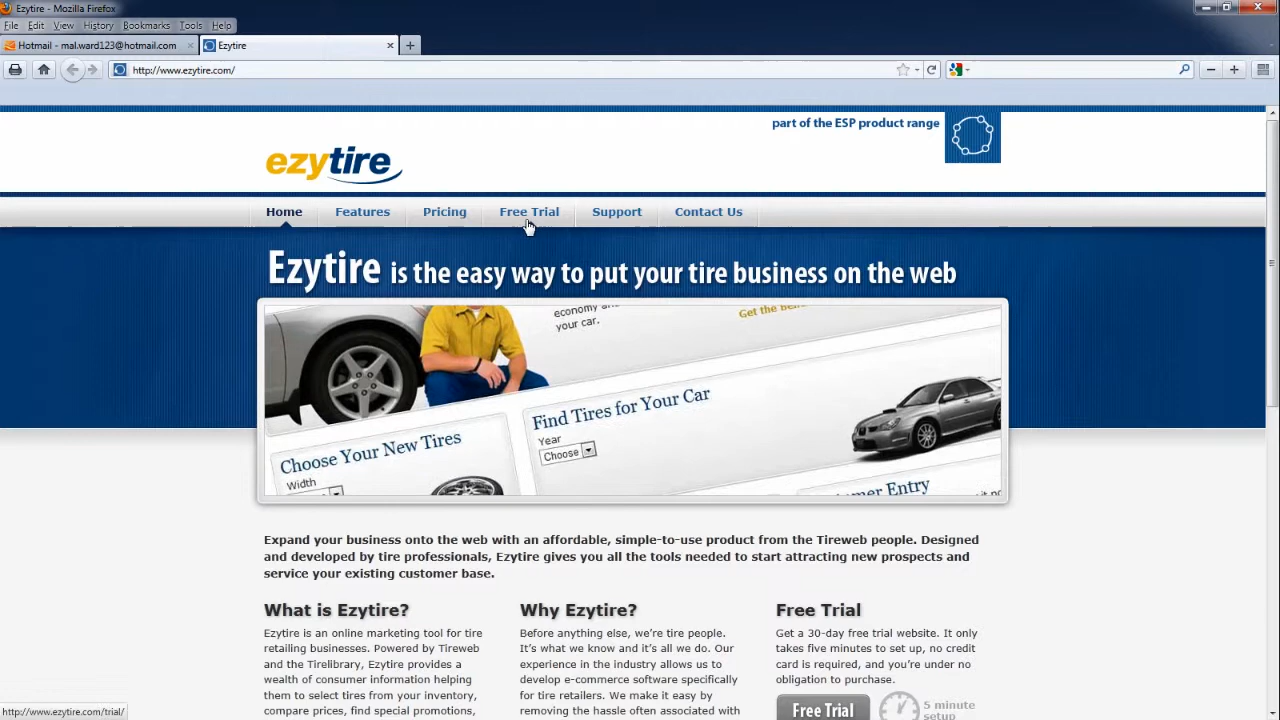 Ezytire - Mozilla Firefox
File Edit View History Bookmarks Tools Help
Hotmail - mal.ward123@hotmail.com
Ezytire
http://www.ezytire.com/
part of the ESP product range
ezytire
Home Features Pricing Free Trial Support Contact Us
Ezytire is the easy way to put your tire business on the web
economy
your car.
Get the
Find Tires for Your Car
Year
Choose
Choose Your New Tires
Width
Entry
Expand your business onto the web with an affordable, simple-to-use product from the Tireweb people. Designed
and developed by tire professionals, Ezytire gives you all the tools needed to start attracting new prospects and
service your existing customer base.
What is Ezytire?
Ezytire is an online marketing tool for tire
retailing businesses. Powered by Tireweb
and the Tirelibrary, Ezytire provides a
wealth of consumer information helping
them to select tires from your inventory,
compare prices, find special promotions,
Why Ezytire?
Before anything else, we're tire people.
It's what we know and it's all we do. Our
experience in the industry allows us to
develop e-commerce software specifically
for tire retailers. We make it easy by
removing the hassle often associated with
Free Trial
Get a 30-day free trial website. It only
takes five minutes to set up, no credit
card is required, and you're under no
obligation to purchase.
Free Trial
5 minute
setup
http://www.ezytire.com/trial/